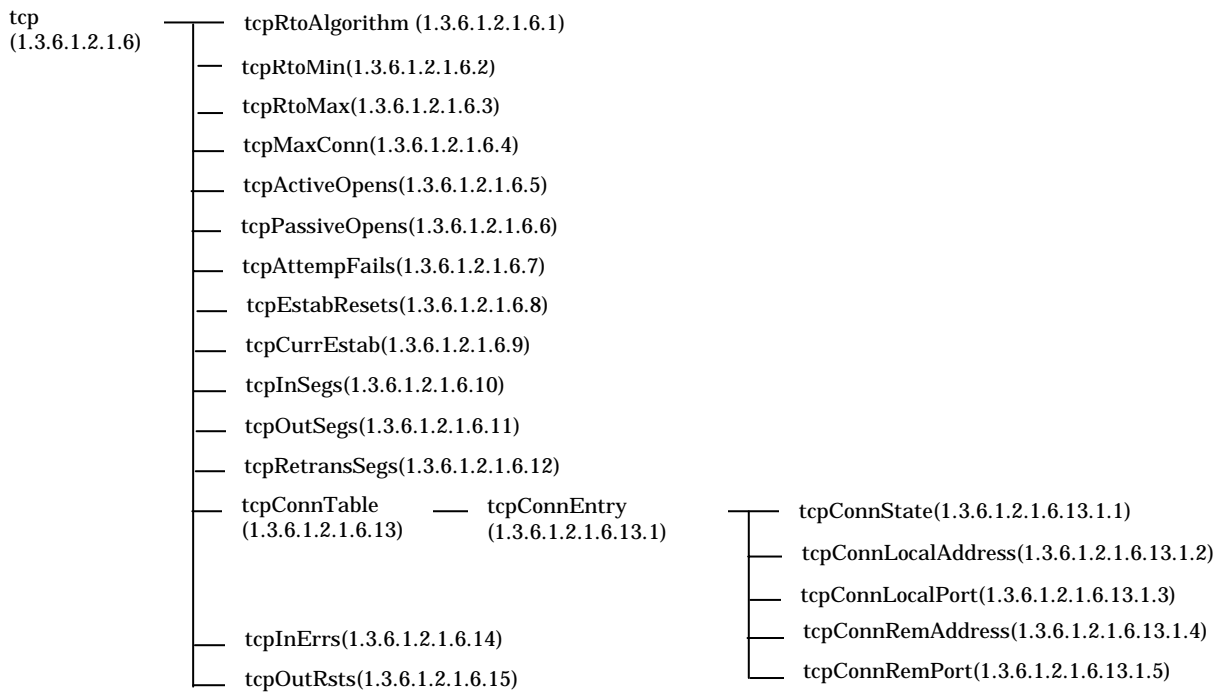 tcp
(1.3.6.1.2.1.6)
tcpRtoAlgorithm (1.3.6.1.2.1.6.1)
tcpRtoMin(1.3.6.1.2.1.6.2)
tcpRtoMax(1.3.6.1.2.1.6.3)
tcpMaxConn(1.3.6.1.2.1.6.4)
tcpActiveOpens(1.3.6.1.2.1.6.5)
tcpPassiveOpens(1.3.6.1.2.1.6.6)
tcpAttempFails(1.3.6.1.2.1.6.7)
tcpEstabResets(1.3.6.1.2.1.6.8)
tcpCurrEstab(1.3.6.1.2.1.6.9)
tcpInSegs(1.3.6.1.2.1.6.10)
tcpOutSegs(1.3.6.1.2.1.6.11)
tcpRetransSegs(1.3.6.1.2.1.6.12)
tcpConnTable
(1.3.6.1.2.1.6.13)
tcpConnEntry
(1.3.6.1.2.1.6.13.1)
tcpConnState(1.3.6.1.2.1.6.13.1.1)
tcpConnLocalAddress(1.3.6.1.2.1.6.13.1.2)
tcpConnLocalPort(1.3.6.1.2.1.6.13.1.3)
tcpConnRemAddress(1.3.6.1.2.1.6.13.1.4)
tcpConnRemPort(1.3.6.1.2.1.6.13.1.5)
tcpInErrs(1.3.6.1.2.1.6.14)
tcpOutRsts(1.3.6.1.2.1.6.15)